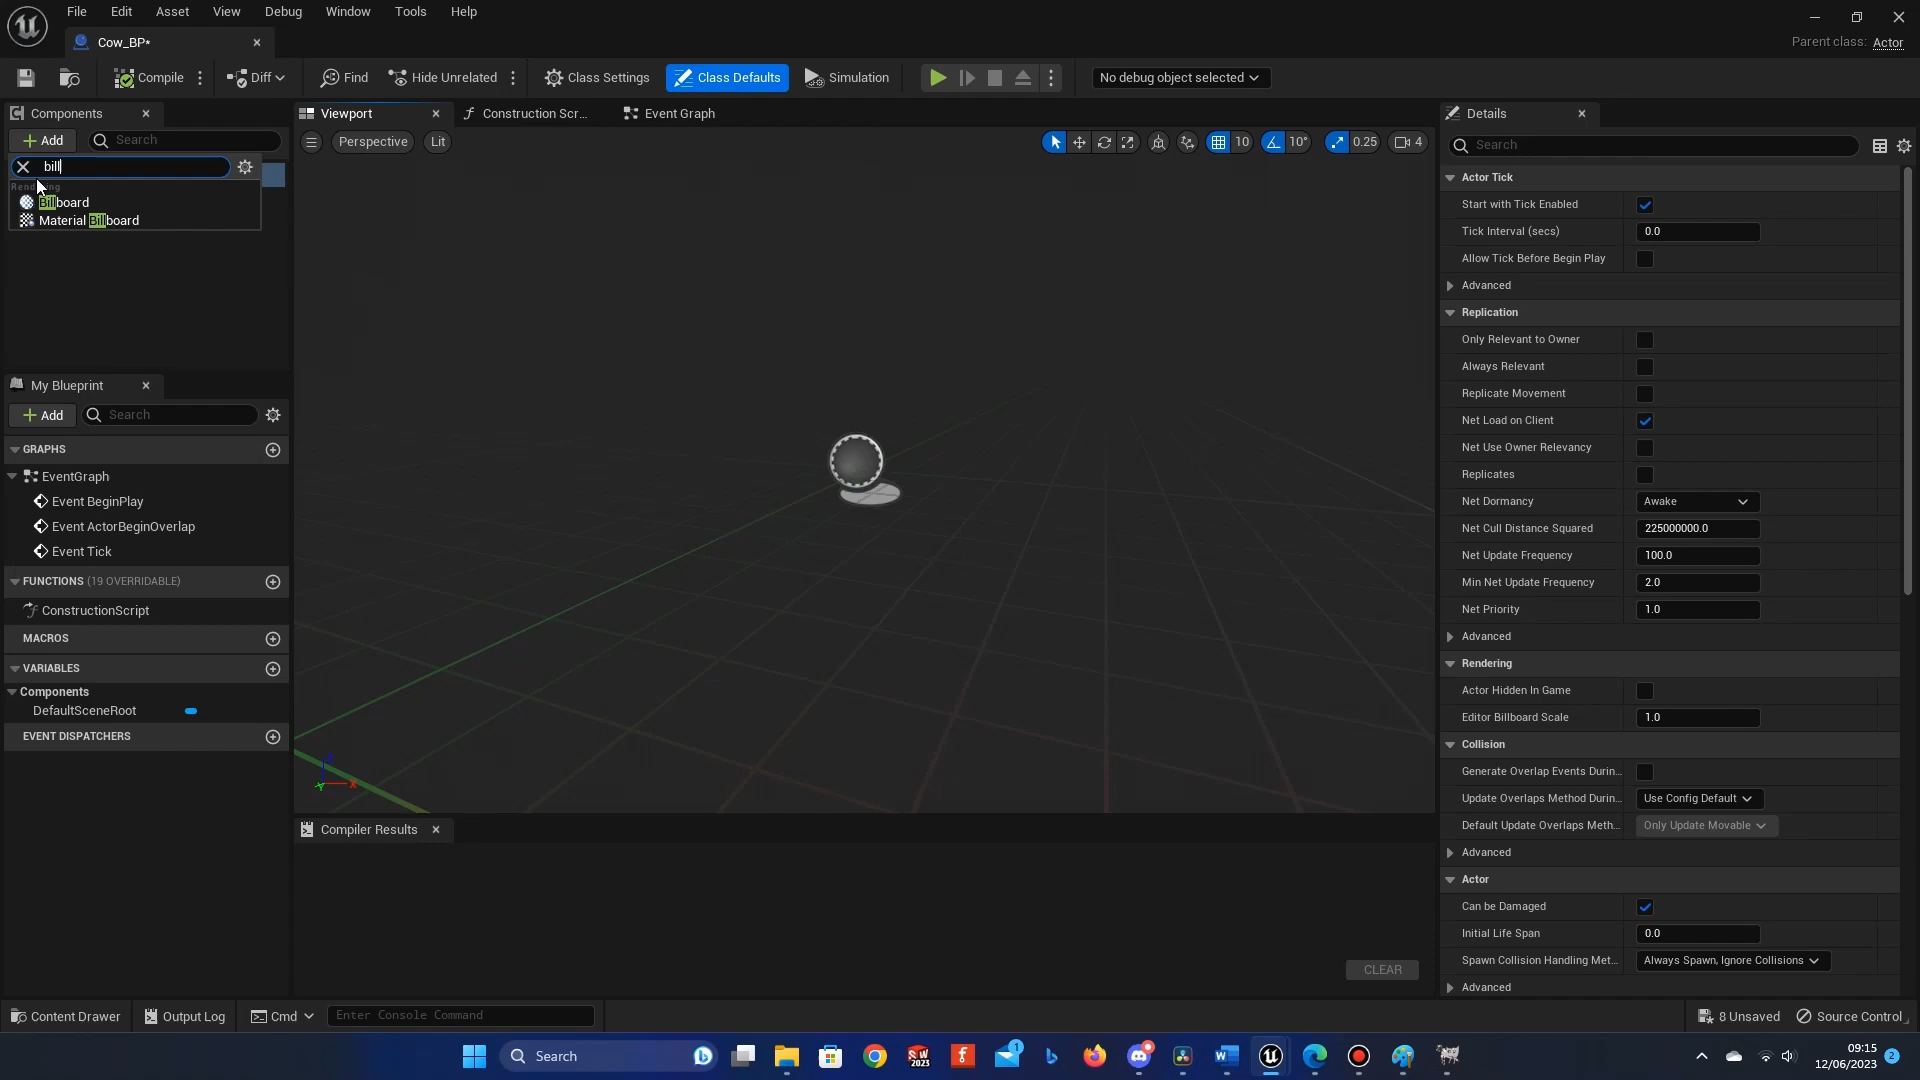 File Edit Asset View Debug Window Tools Help
Cow_BP*
Parent class: Actor
Compile Diff Find Hide Unrelated Class Settings Class Defaults Simulation No debug object selected
Components
Add Search
bill
Rendering
Billboard
Material Billboard
My Blueprint
Add Search
GRAPHS
EventGraph
Event BeginPlay
Event ActorBeginOverlap
Event Tick
FUNCTIONS (19 OVERRIDABLE)
ConstructionScript
MACROS
VARIABLES
Components
DefaultSceneRoot
EVENT DISPATCHERS
Viewport Construction Scr... Event Graph
Perspective Lit 10 10° 0.25 4
X
Compiler Results
CLEAR
Details
Search
Actor Tick
Start with Tick Enabled
Tick Interval (secs) 0.0
Allow Tick Before Begin Play
Advanced
Replication
Only Relevant to Owner
Always Relevant
Replicate Movement
Net Load on Client
Net Use Owner Relevancy
Replicates
Net Dormancy Awake
Net Cull Distance Squared 225000000.0
Net Update Frequency 100.0
Min Net Update Frequency 2.0
Net Priority 1.0
Advanced
Rendering
Actor Hidden In Game
Editor Billboard Scale 1.0
Collision
Generate Overlap Events Durin...
Update Overlaps Method Durin... Use Config Default
Default Update Overlaps Meth... Only Update Movable
Advanced
Actor
Can be Damaged
Initial Life Span 0.0
Spawn Collision Handling Met... Always Spawn, Ignore Collisions
Advanced
Content Drawer Output Log Cmd Enter Console Command 8 Unsaved Source Control
Search
SW
2023
1
09:15
12/06/2023
2